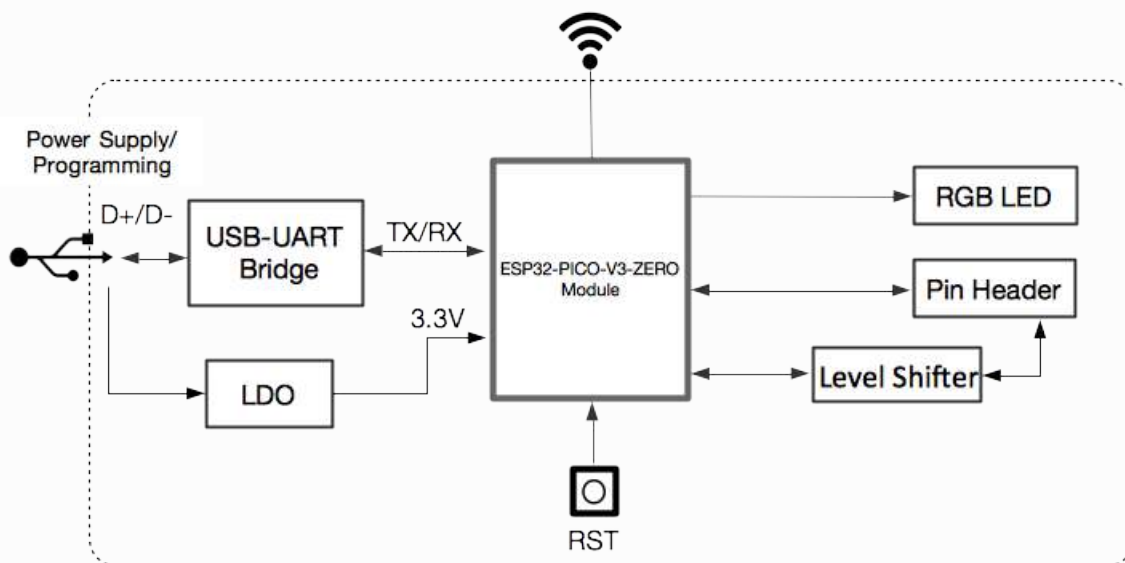 Power Supply/
Programming
D+/D-
USB-UART
Bridge
TX/RX
ESP32-PICO-V3-ZERO
Module
RGB LED
Pin Header
3.3V
LDO
Level Shifter
RST